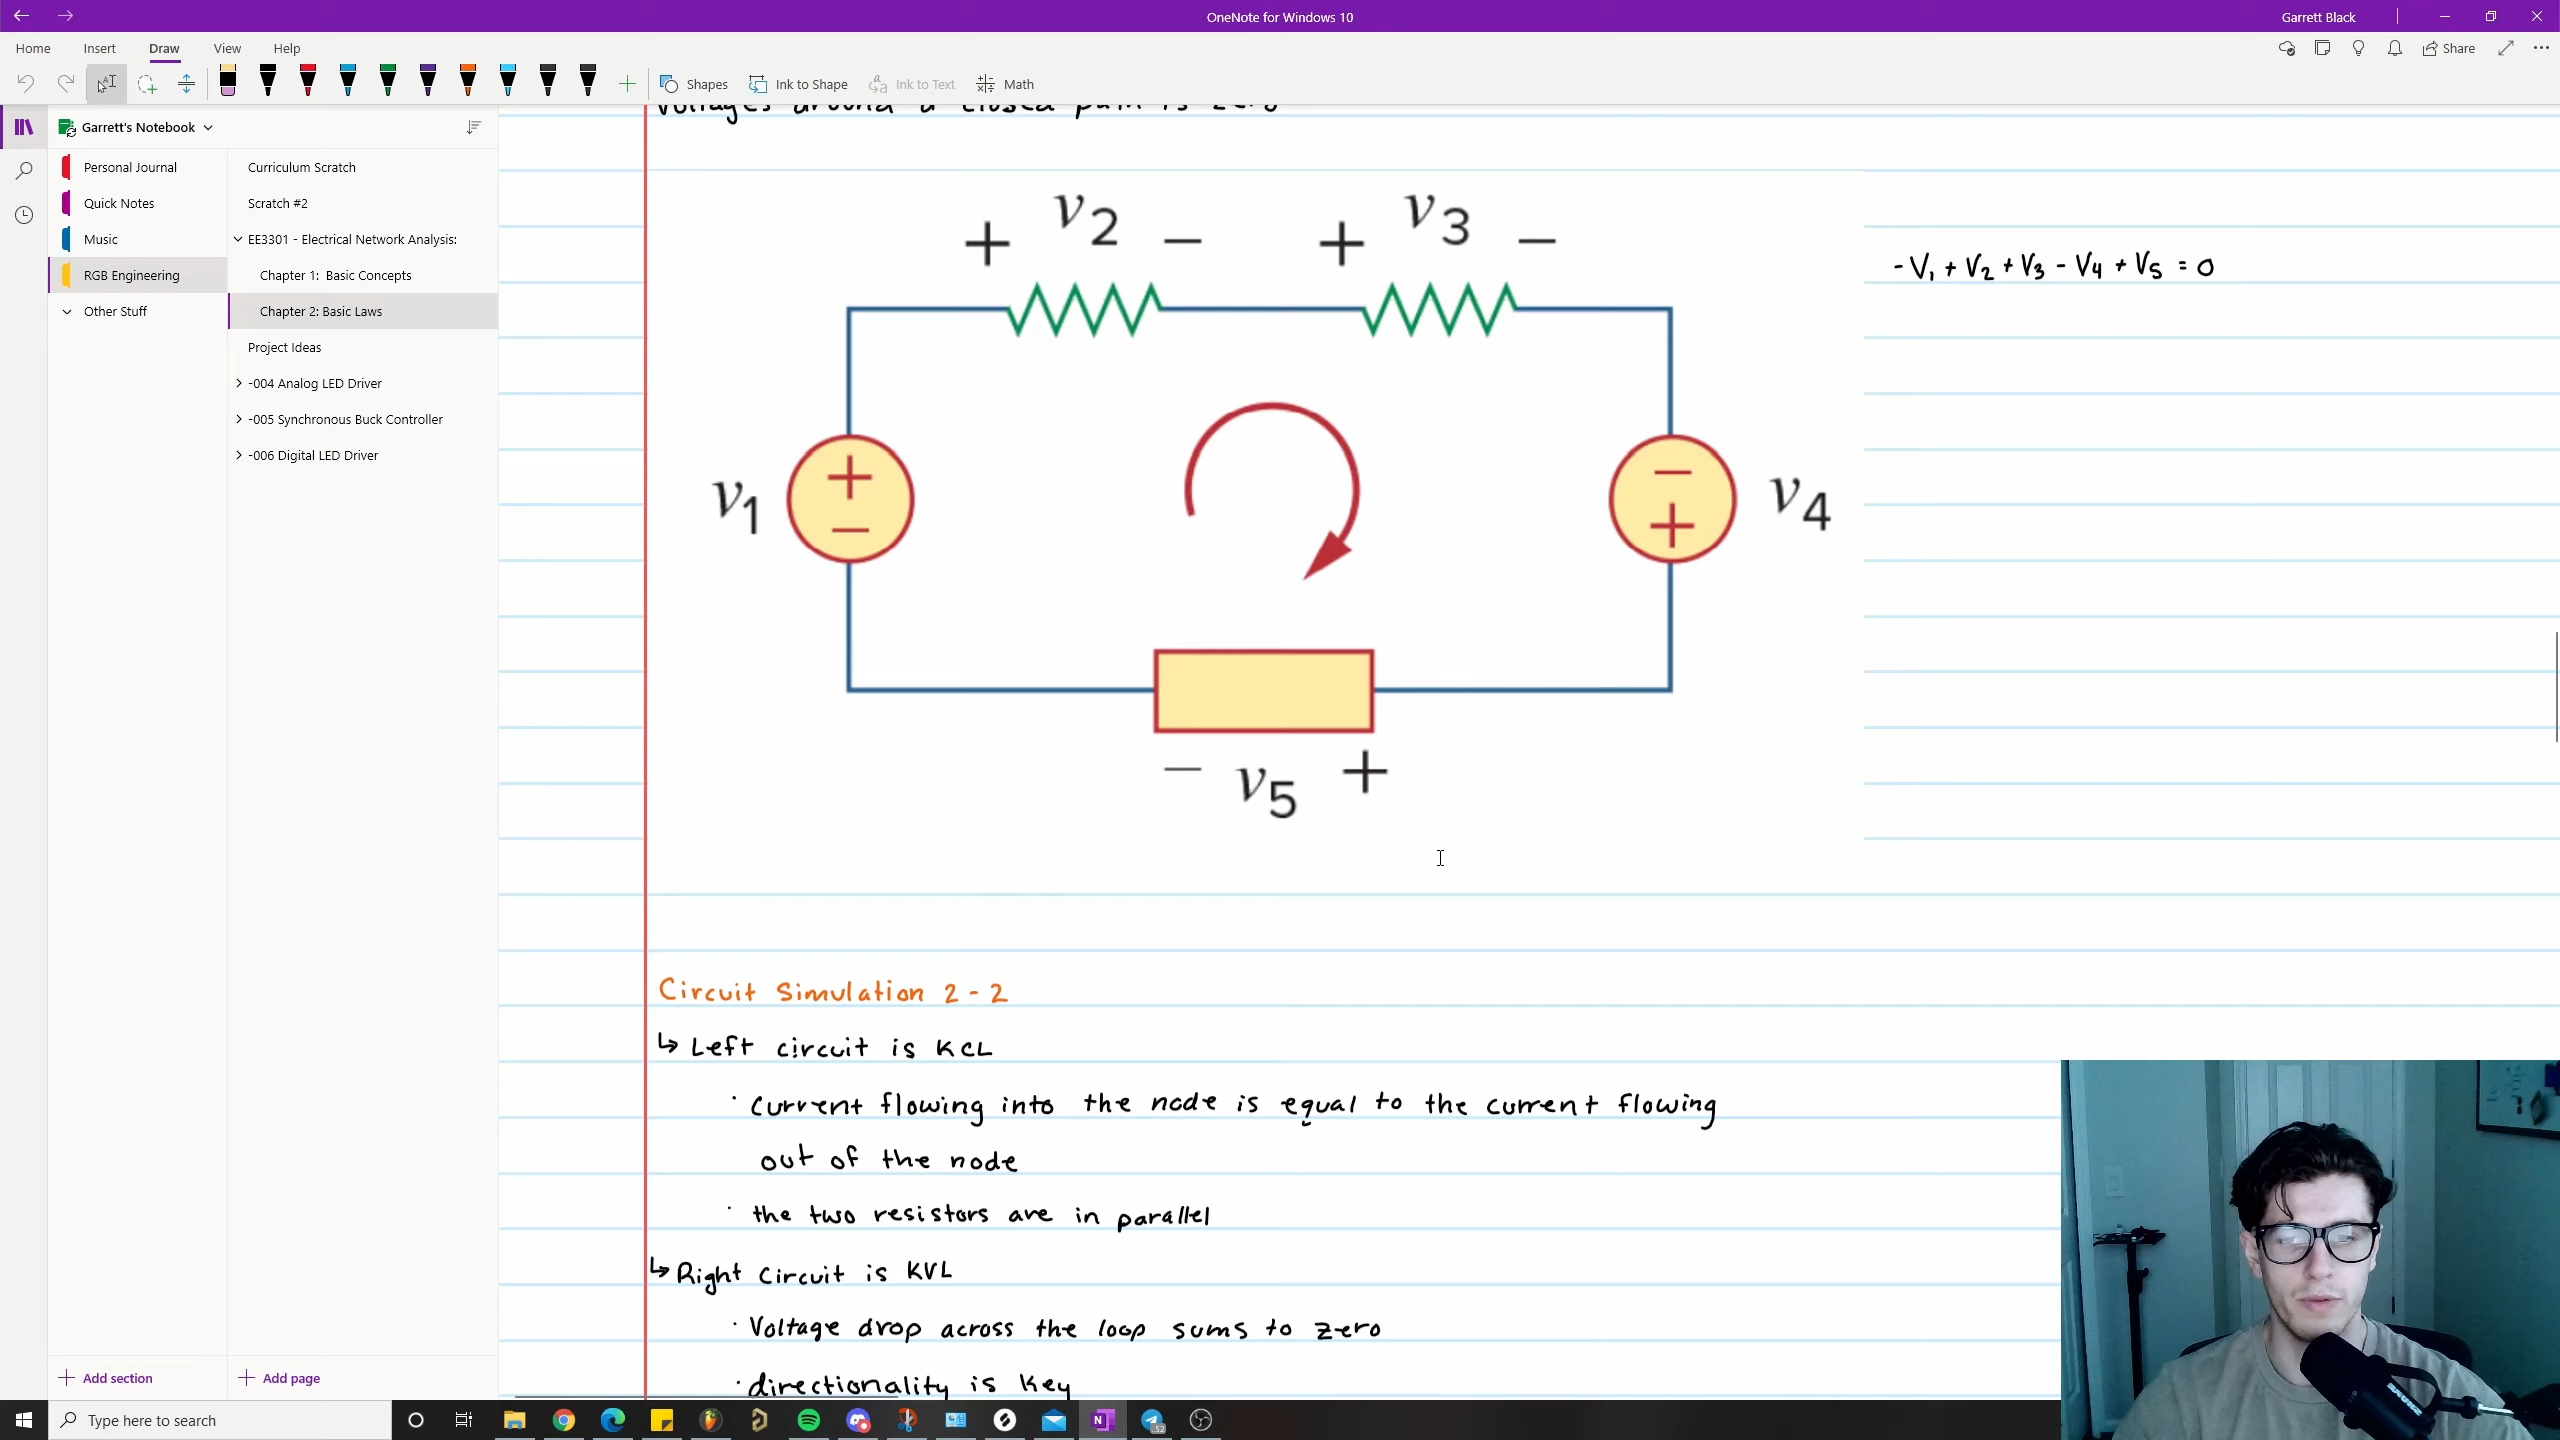 OneNote for Windows 10
Garrett Black
Home Insert Draw View Help
Share
Shapes Ink to Shape Ink to Text Math
Garrett's Notebook
Personal Journal
Quick Notes
Music
RGB Engineering
Other Stuff
Curriculum Scratch
Scratch #2
EE3301 - Electrical Network Analysis:
Chapter 1: Basic Concepts
Chapter 2: Basic Laws
Project Ideas
-004 Analog LED Driver
-005 Synchronous Buck Controller
-006 Digital LED Driver
Add section
Add page
Voltages around a closed path is zero
+ v2 - + v3 -
-V1 + V2 + V3 - V4 + V5 = 0
v1 + -
- + v4
- v5 +
Circuit Simulation 2-2
↳ Left circuit is KCL
· Current flowing into the node is equal to the current flowing
out of the node
· the two resistors are in parallel
↳ Right circuit is KVL
· Voltage drop across the loop sums to zero
· directionality is key
Type here to search